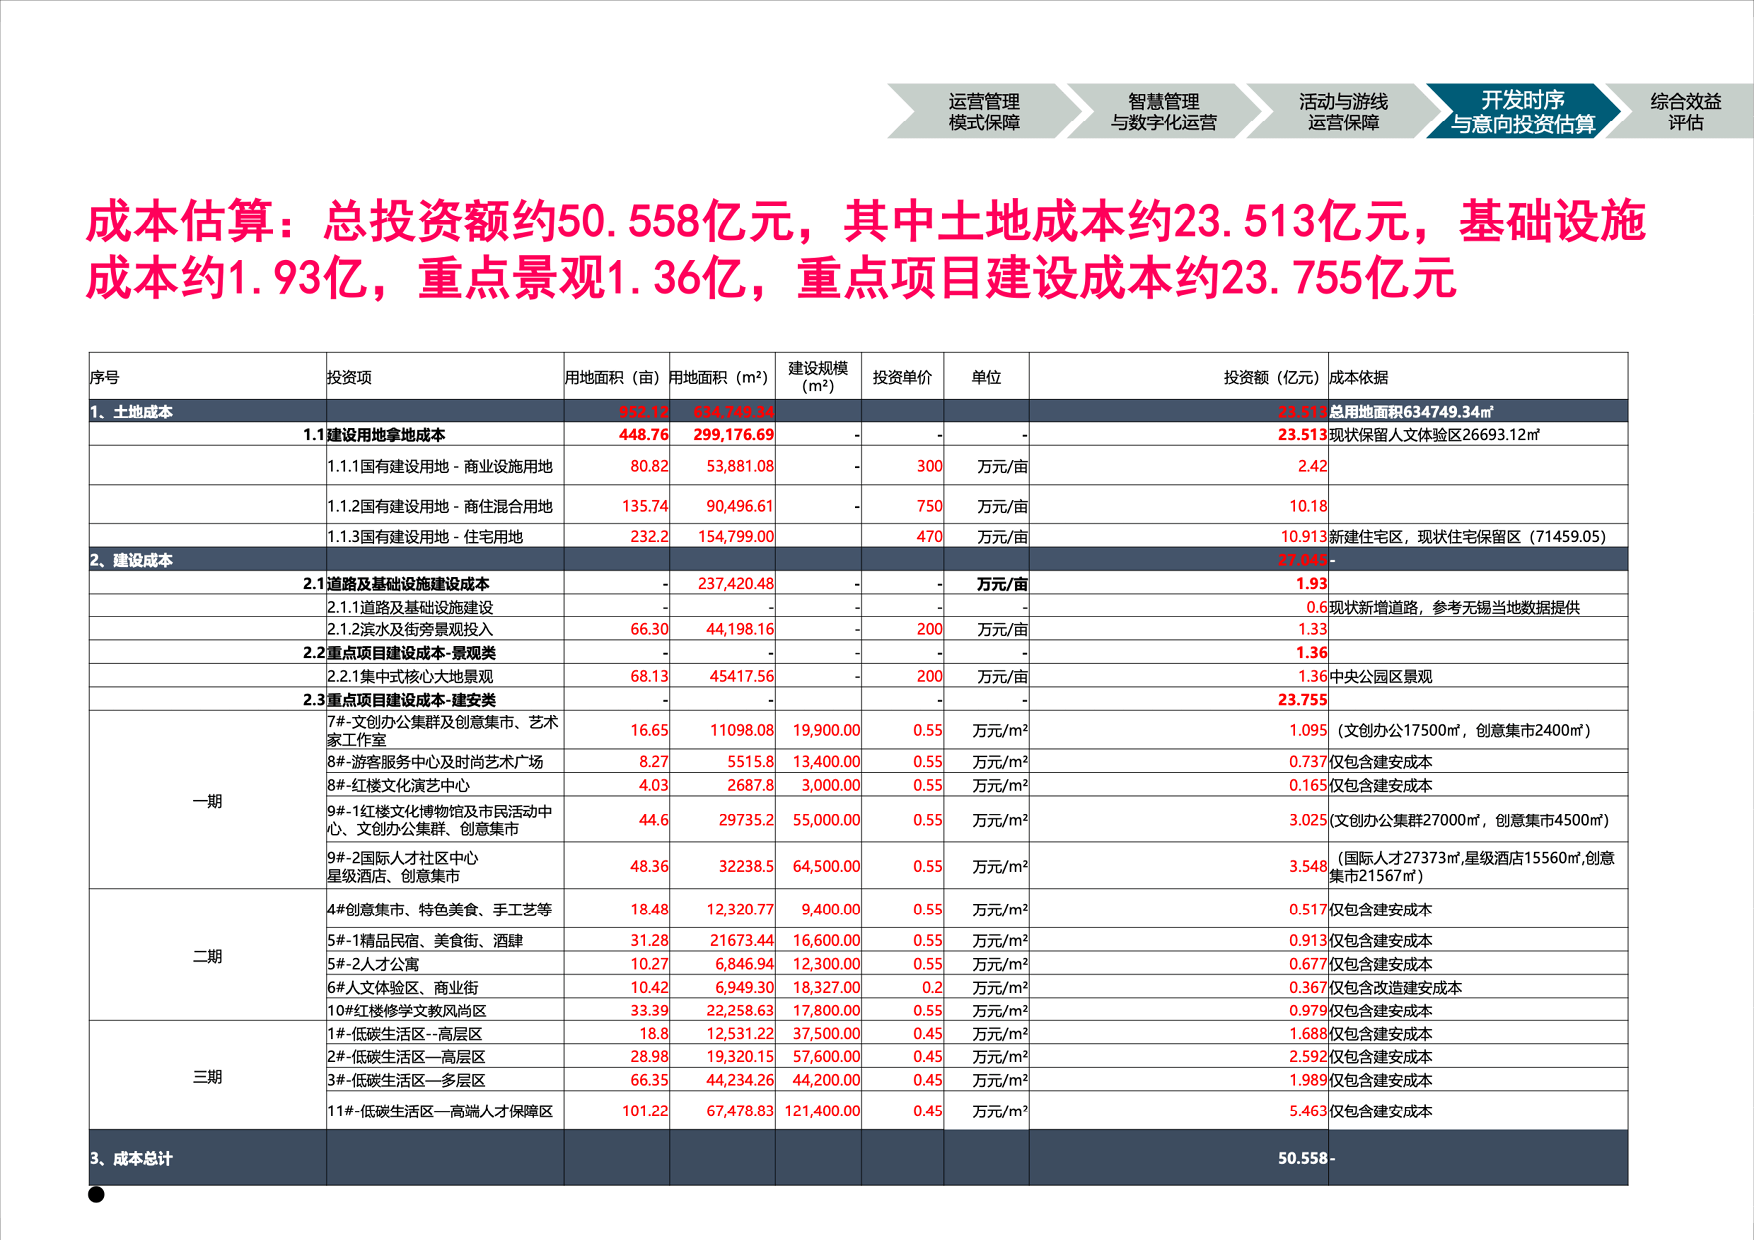 运营管理
模式保障
智慧管理
与数字化运营
活动与游线
运营保障
开发时序
与意向投资估算
综合效益
评估
成本估算：总投资额约50.558亿元，其中土地成本约23.513亿元，基础设施
成本约1.93亿，重点景观1.36亿，重点项目建设成本约23.755亿元
序号 投资项 用地面积（亩） 用地面积（m²） 建设规模（m²） 投资单价 单位 投资额（亿元） 成本依据
1、土地成本 952.12 634,749.34 23.513 总用地面积634749.34㎡
1.1 建设用地拿地成本 448.76 299,176.69 - - - 23.513 现状保留人文体验区26693.12㎡
1.1.1国有建设用地 - 商业设施用地 80.82 53,881.08 - 300 万元/亩 2.42
1.1.2国有建设用地 - 商住混合用地 135.74 90,496.61 - 750 万元/亩 10.18
1.1.3国有建设用地 - 住宅用地 232.2 154,799.00 470 万元/亩 10.913 新建住宅区，现状住宅保留区（71459.05）
2、建设成本 27.045 -
2.1 道路及基础设施建设成本 - 237,420.48 - - 万元/亩 1.93
2.1.1道路及基础设施建设 - - - - - 0.6 现状新增道路，参考无锡当地数据提供
2.1.2滨水及街旁景观投入 66.30 44,198.16 - 200 万元/亩 1.33
2.2 重点项目建设成本-景观类 - - - - - 1.36
2.2.1集中式核心大地景观 68.13 45417.56 - 200 万元/亩 1.36 中央公园区景观
2.3 重点项目建设成本-建安类 - - - - 23.755
一期
7#-文创办公集群及创意集市、艺术
家工作室 16.65 11098.08 19,900.00 0.55 万元/m² 1.095 （文创办公17500㎡，创意集市2400㎡）
8#-游客服务中心及时尚艺术广场 8.27 5515.8 13,400.00 0.55 万元/m² 0.737 仅包含建安成本
8#-红楼文化演艺中心 4.03 2687.8 3,000.00 0.55 万元/m² 0.165 仅包含建安成本
9#-1红楼文化博物馆及市民活动中
心、文创办公集群、创意集市 44.6 29735.2 55,000.00 0.55 万元/m² 3.025 (文创办公集群27000㎡，创意集市4500㎡)
9#-2国际人才社区中心
星级酒店、创意集市 48.36 32238.5 64,500.00 0.55 万元/m² 3.548 （国际人才27373㎡,星级酒店15560㎡,创意
集市21567㎡）
二期
4#创意集市、特色美食、手工艺等 18.48 12,320.77 9,400.00 0.55 万元/m² 0.517 仅包含建安成本
5#-1精品民宿、美食街、酒肆 31.28 21673.44 16,600.00 0.55 万元/m² 0.913 仅包含建安成本
5#-2人才公寓 10.27 6,846.94 12,300.00 0.55 万元/m² 0.677 仅包含建安成本
6#人文体验区、商业街 10.42 6,949.30 18,327.00 0.2 万元/m² 0.367 仅包含改造建安成本
10#红楼修学文教风尚区 33.39 22,258.63 17,800.00 0.55 万元/m² 0.979 仅包含建安成本
三期
1#-低碳生活区--高层区 18.8 12,531.22 37,500.00 0.45 万元/m² 1.688 仅包含建安成本
2#-低碳生活区—高层区 28.98 19,320.15 57,600.00 0.45 万元/m² 2.592 仅包含建安成本
3#-低碳生活区—多层区 66.35 44,234.26 44,200.00 0.45 万元/m² 1.989 仅包含建安成本
11#-低碳生活区—高端人才保障区 101.22 67,478.83 121,400.00 0.45 万元/m² 5.463 仅包含建安成本
3、成本总计 50.558 -